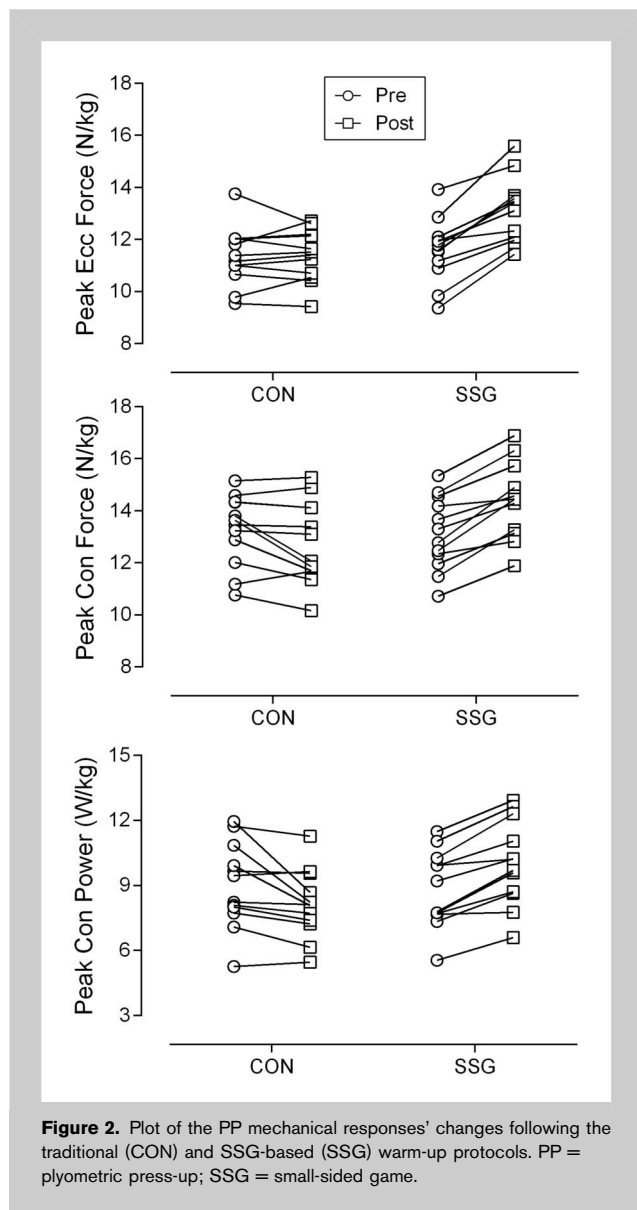 18
16
14
12
10
8
Peak Ecc Force (N/kg)
Pre
Post
CON
SSG
18
16
14
12
10
8
Peak Con Force (N/kg)
CON
SSG
15
12
9
6
3
Peak Con Power (W/kg)
CON
SSG
Figure 2. Plot of the PP mechanical responses' changes following the
traditional (CON) and SSG-based (SSG) warm-up protocols. PP =
plyometric press-up; SSG = small-sided game.